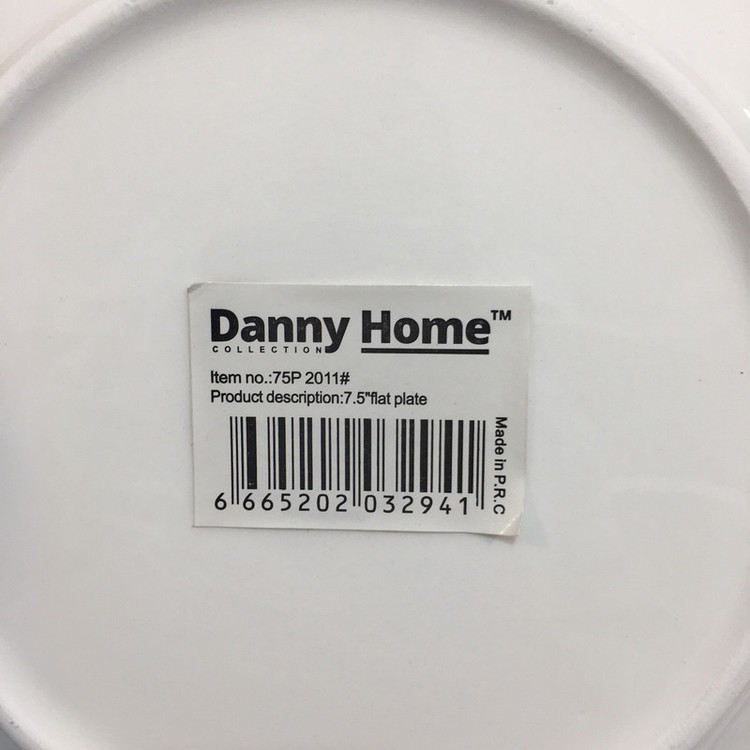 Danny Home™
COLLECTION
Item no.:75P 2011#
Product description:7.5"flat plate
6 665202 032941
Made in P.R.C